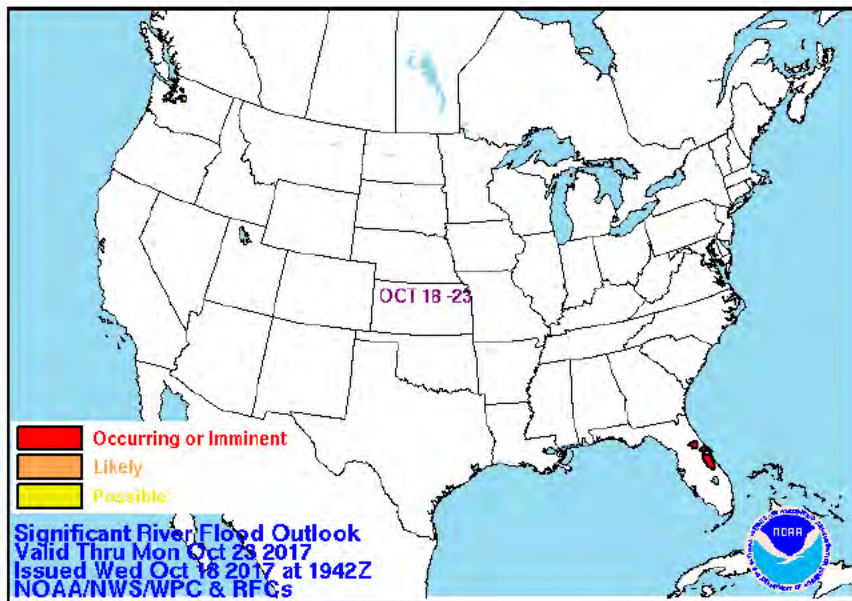 OCT 18 -23
Occurring or Imminent
Likely
Possible
Significant River Flood Outlook
Valid Thru Mon Oct 23 2017
Issued Wed Oct 18 2017 at 1942Z
NOAA/NWS/WPC & RFCs
NOAA